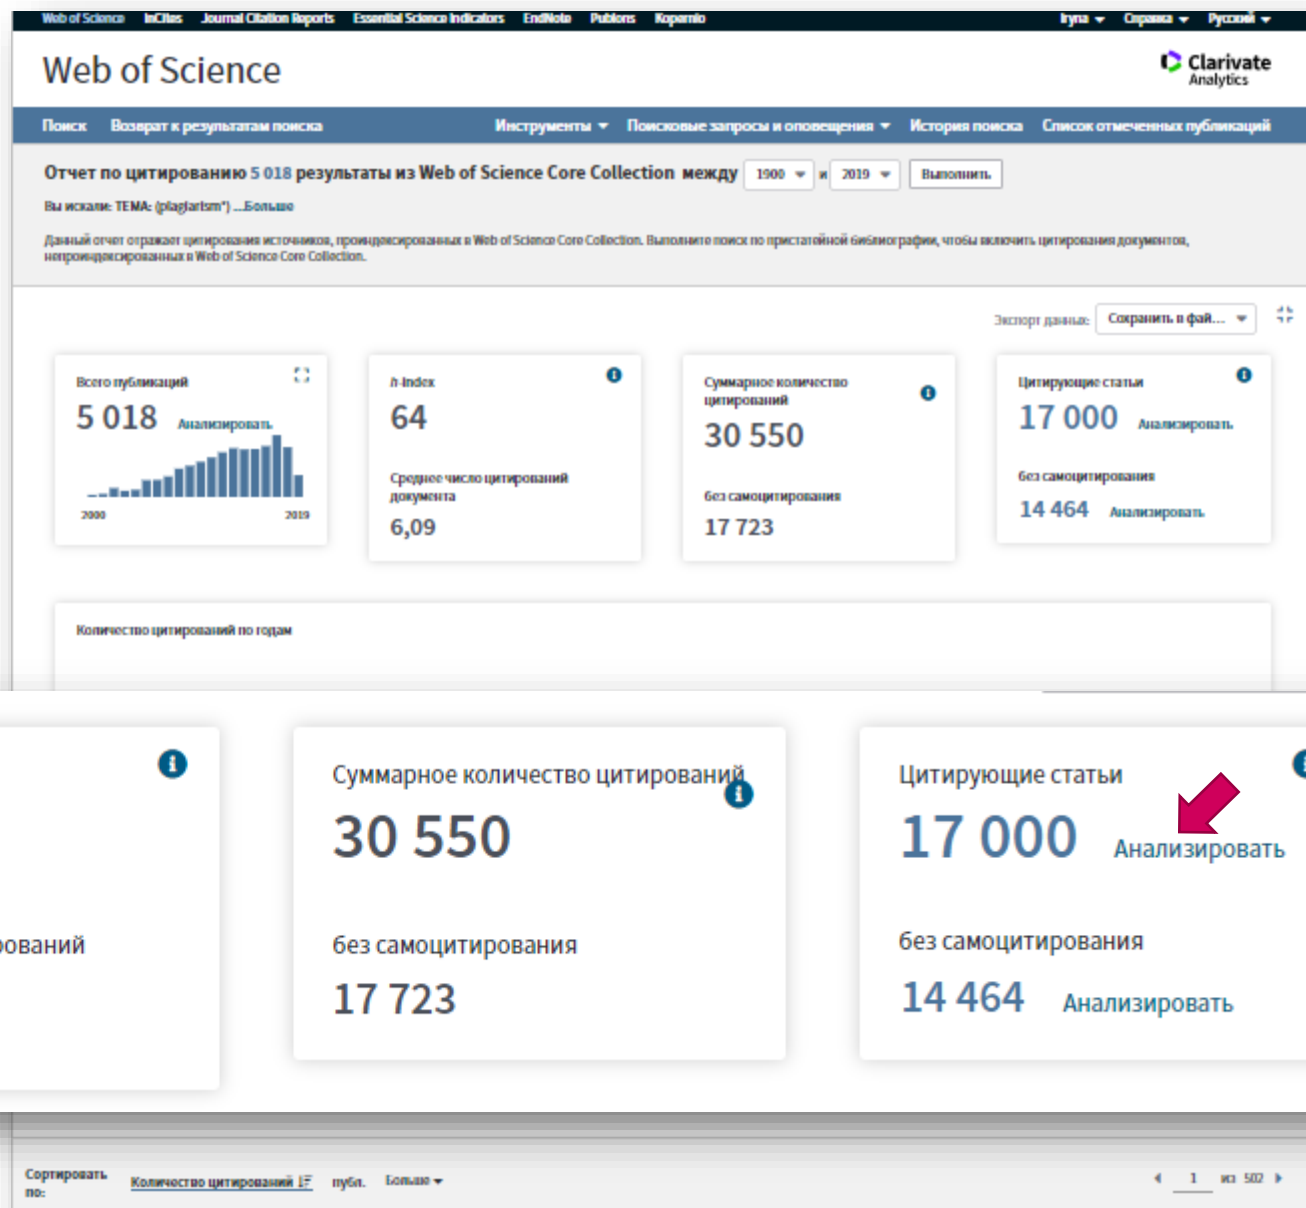 Web of Science InCites Journal Citation Reports Essential Science Indicators EndNote Publons Kopernio Iryna Справка Русский
Web of Science
Clarivate
Analytics
Поиск Возврат к результатам поиска Инструменты Поисковые запросы и оповещения История поиска Список отмеченных публикаций
Отчет по цитированию 5 018 результаты из Web of Science Core Collection между 1900 и 2019 Выполнить
Вы искали: ТЕМА: (plagiarism*) ...Больше
Данный отчет отражает цитирования источников, проиндексированных в Web of Science Core Collection. Выполните поиск по пристатейной библиографии, чтобы включить цитирования документов,
непроиндексированных в Web of Science Core Collection.
Экспорт данных: Сохранить в фай...
Всего публикаций
5 018 Анализировать
2000 2019
h-index
64
Среднее число цитирований
документа
6,09
Суммарное количество
цитирований
30 550
без самоцитирования
17 723
Цитирующие статьи
17 000 Анализировать
без самоцитирования
14 464 Анализировать
Количество цитирований по годам
рований
Суммарное количество цитирований
30 550
без самоцитирования
17 723
Цитирующие статьи
17 000 Анализировать
без самоцитирования
14 464 Анализировать
Сортировать
по:
Количество цитирований публ. Больше
1 из 502